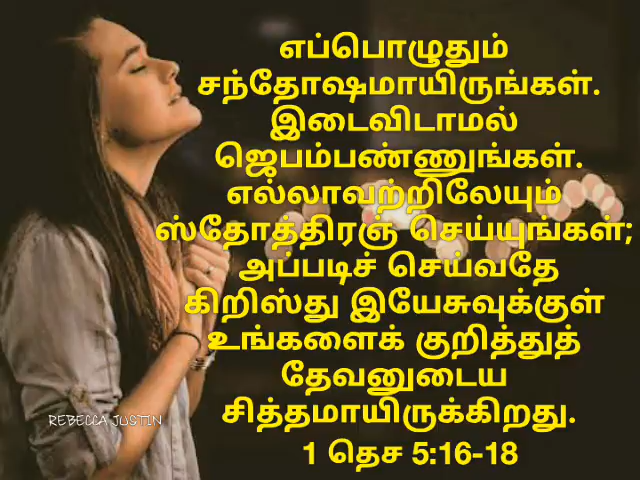 எப்பொழுதும்
சந்தோஷமாயிருங்கள்.
இடைவிடாமல்
ஜெபம்பண்ணுங்கள்.
எல்லாவற்றிலேயும்
ஸ்தோத்திரஞ் செய்யுங்கள்;
அப்படிச் செய்வதே
கிறிஸ்து இயேசுவுக்குள்
உங்களைக் குறித்துத்
தேவனுடைய
சித்தமாயிருக்கிறது.
REBECCA JUSTIN
1 தெச 5:16-18